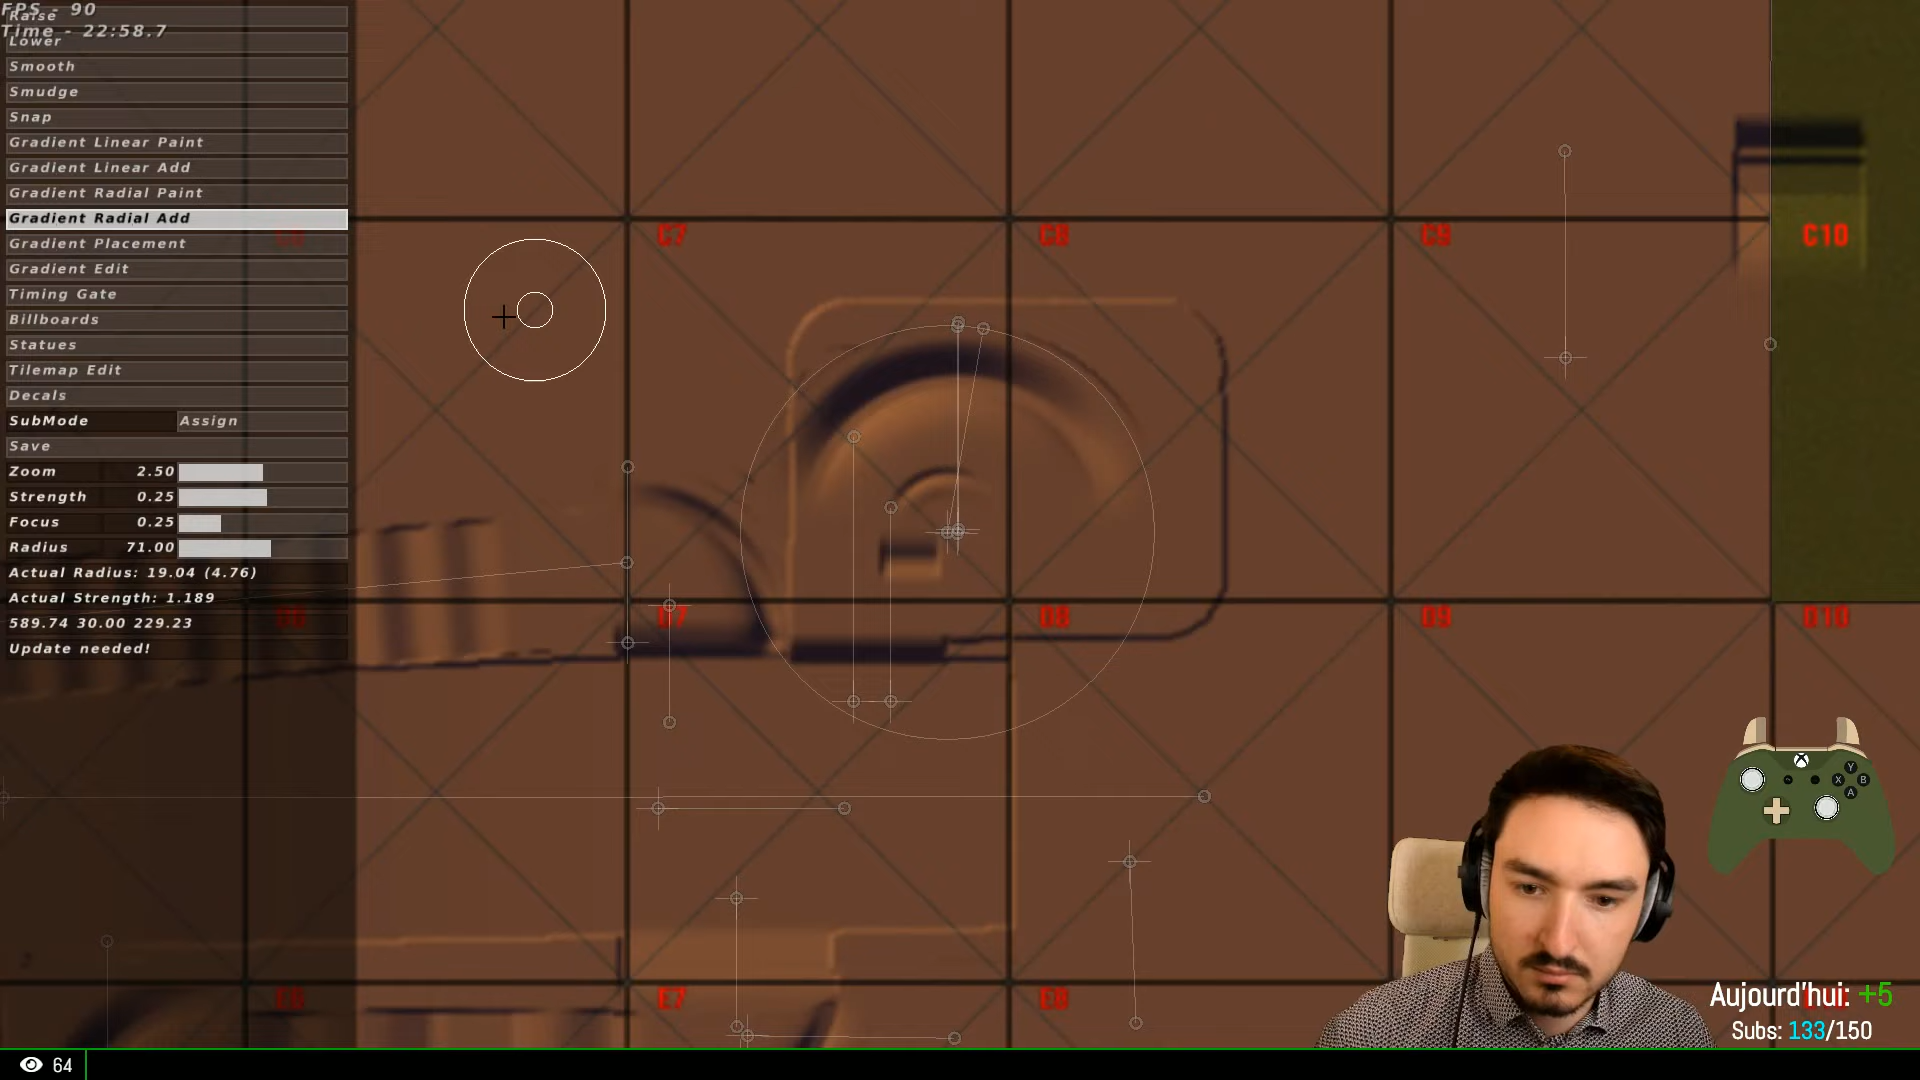 FPS - 90
Raise
Time - 22:58.7
Lower
Smooth
Smudge
Snap
Gradient Linear Paint
Gradient Linear Add
Gradient Radial Paint
Gradient Radial Add
Gradient Placement
Gradient Edit
Timing Gate
Billboards
Statues
Tilemap Edit
Decals
SubMode Assign
Save
Zoom 2.50
Strength 0.25
Focus 0.25
Radius 71.00
Actual Radius: 19.04 (4.76)
Actual Strength: 1.189
589.74 30.00 229.23
Update needed!
C7 C8 C9 C10
D6 D7 D8 D9 D10
E6 E7 E8
Y
X B
A
Aujourd'hui: +5
Subs: 133/150
64